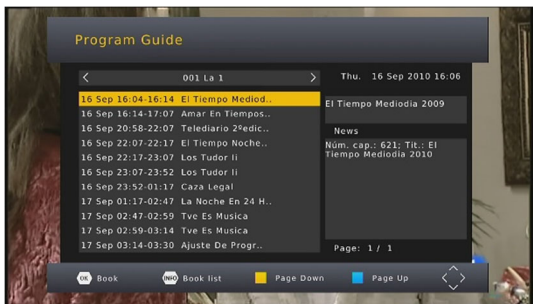 Program Guide
001 La 1
Thu. 16 Sep 2010 16:06
16 Sep 16:04-16:14 El Tiempo Mediod..
16 Sep 16:14-17:07 Amar En Tiempos..
16 Sep 20:58-22:07 Telediario 2ªedic..
16 Sep 22:07-22:17 El Tiempo Noche..
16 Sep 22:17-23:07 Los Tudor Ii
16 Sep 23:07-23:52 Los Tudor Ii
16 Sep 23:52-01:17 Caza Legal
17 Sep 01:17-02:47 La Noche En 24 H..
17 Sep 02:47-02:59 Tve Es Musica
17 Sep 02:59-03:14 Tve Es Musica
17 Sep 03:14-03:30 Ajuste De Progr..
El Tiempo Mediodia 2009
News
Núm. cap.: 621; Tit.: El
Tiempo Mediodia 2010
Page: 1/ 1
OK Book
INFO Book list
Page Down
Page Up